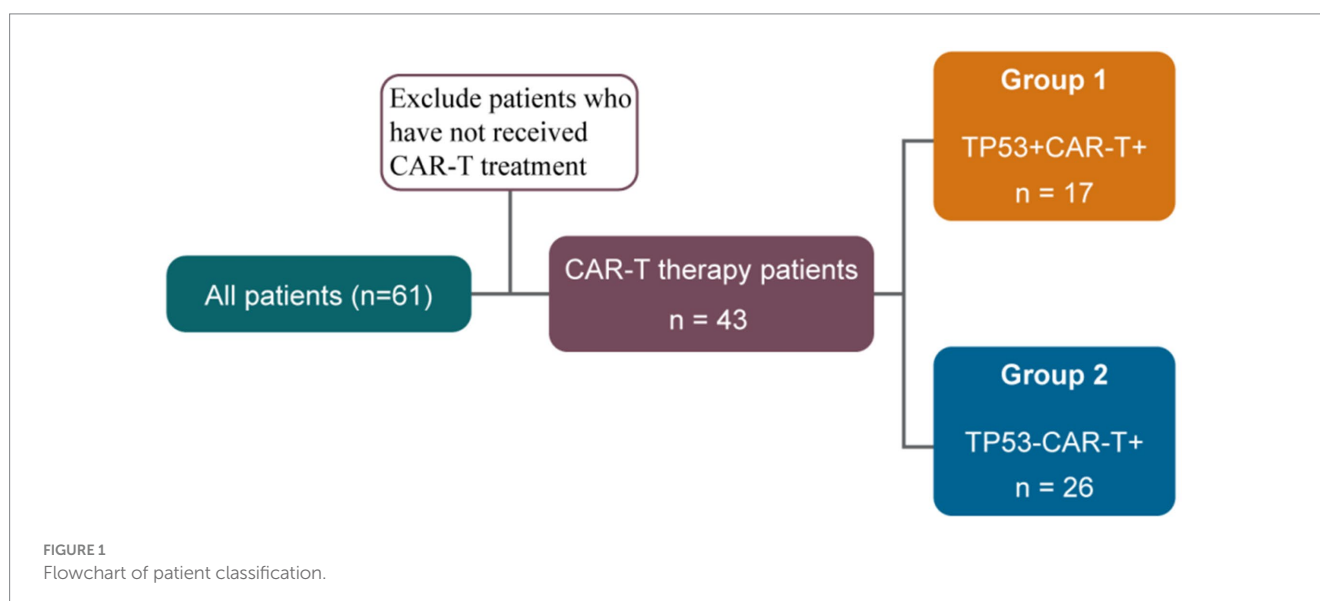 Exclude patients who
have not received
CAR-T treatment
All patients (n=61)
CAR-T therapy patients
n = 43
Group 1
TP53+CAR-T+
n = 17
Group 2
TP53-CAR-T+
n = 26
FIGURE 1
Flowchart of patient classification.